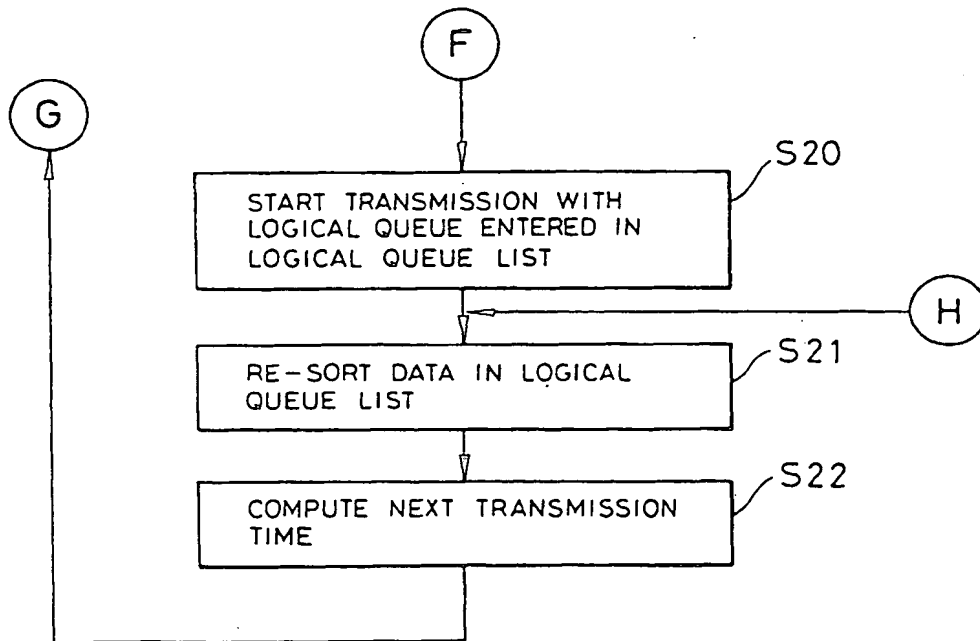 F
G
S20
START TRANSMISSION WITH
LOGICAL QUEUE ENTERED IN
LOGICAL QUEUE LIST
H
S21
RE-SORT DATA IN LOGICAL
QUEUE LIST
S22
COMPUTE NEXT TRANSMISSION
TIME